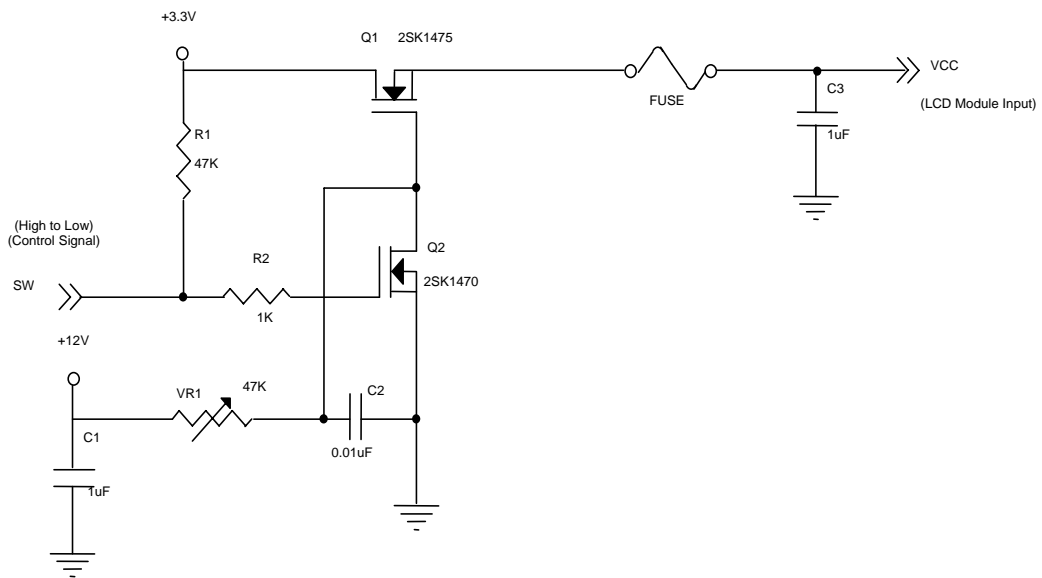 +3.3V
Q1 2SK1475
FUSE
VCC
C3
(LCD Module Input)
1uF
R1
47K
(High to Low)
(Control Signal)
SW
R2
1K
Q2
2SK1470
+12V
VR1
47K
C2
0.01uF
C1
1uF